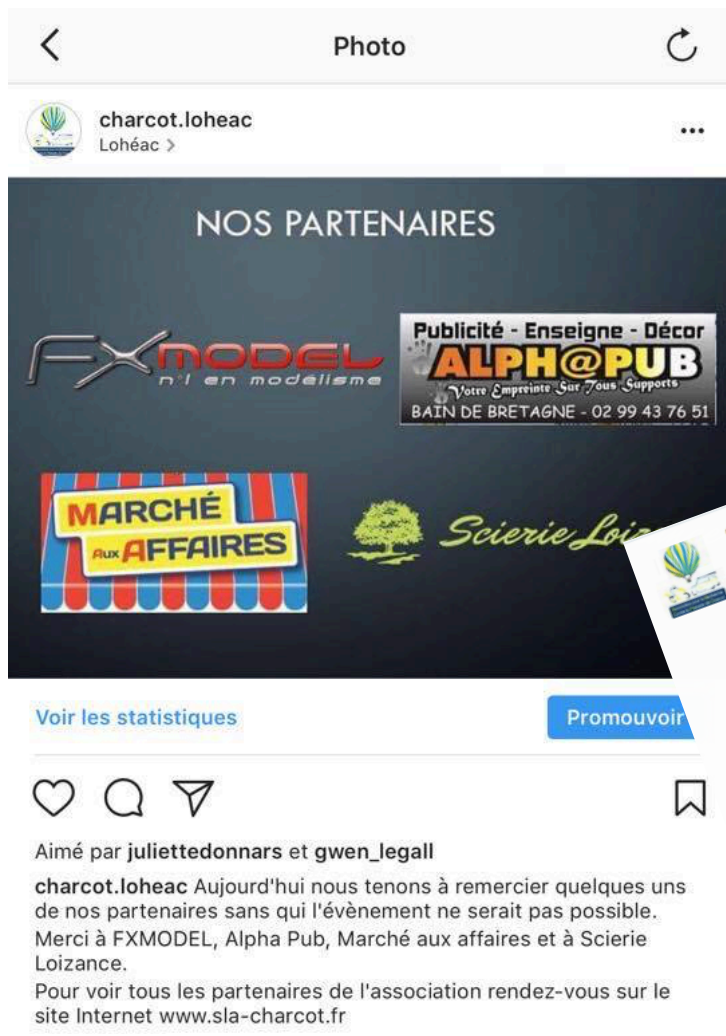 Photo
charcot.loheac
Lohéac >
NOS PARTENAIRES
FXMODEL
n°1 en modélisme
Publicité - Enseigne - Décor
ALPH@PUB
Votre Empreinte Sur Tous Supports
BAIN DE BRETAGNE - 02 99 43 76 51
MARCHÉ
AUX AFFAIRES
Scierie
Voir les statistiques
Promouvoir
Aimé par juliettedonnars et gwen_legall
charcot.loheac Aujourd'hui nous tenons à remercier quelques uns
de nos partenaires sans qui l'évènement ne serait pas possible.
Merci à FXMODEL, Alpha Pub, Marché aux affaires et à Scierie
Loizance.
Pour voir tous les partenaires de l'association rendez-vous sur le
site Internet www.sla-charcot.fr